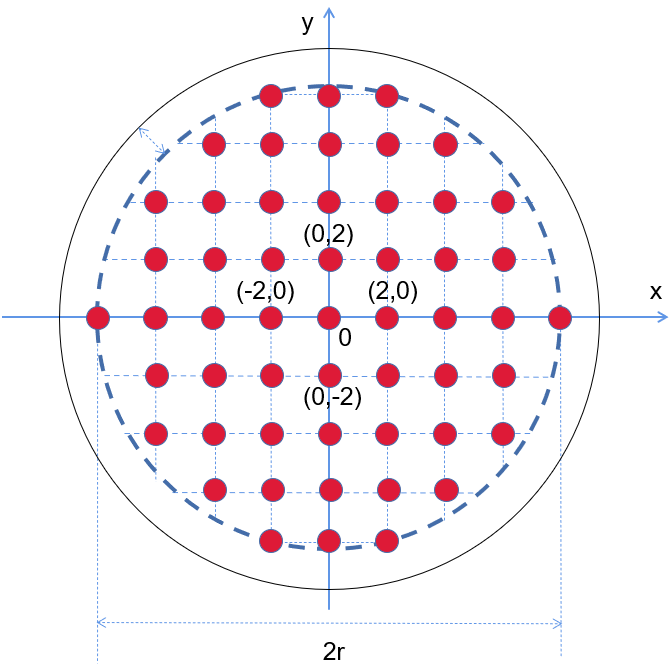 y
(0,2)
(-2,0)
(2,0)
x
0
(0,-2)
2r